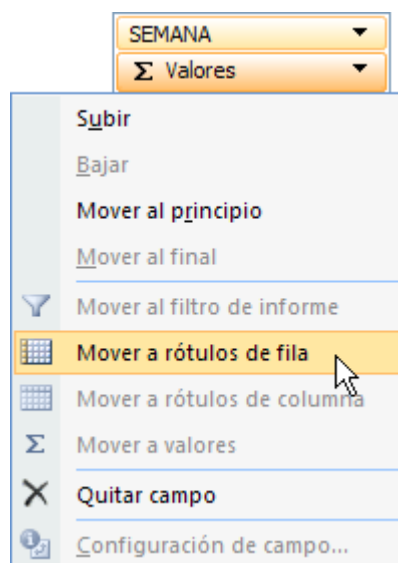 SEMANA
Σ Valores
Subir
Bajar
Mover al principio
Mover al final
Mover al filtro de informe
Mover a rótulos de fila
Mover a rótulos de columna
Σ Mover a valores
Quitar campo
Configuración de campo...